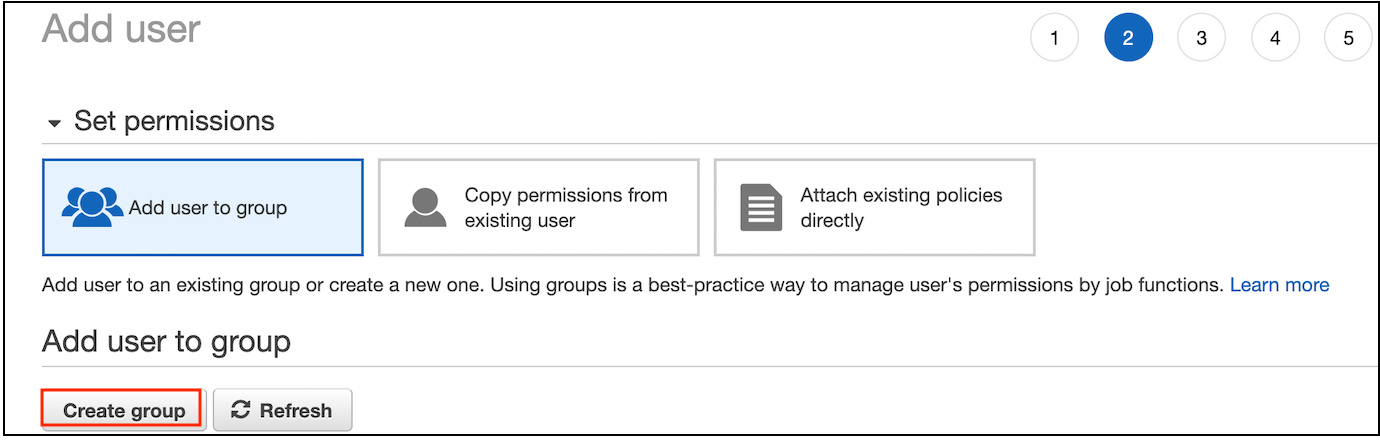 Add user
1 2 3 4 5
Set permissions
Add user to group
Copy permissions from
existing user
Attach existing policies
directly
Add user to an existing group or create a new one. Using groups is a best-practice way to manage user's permissions by job functions. Learn more
Add user to group
Create group Refresh